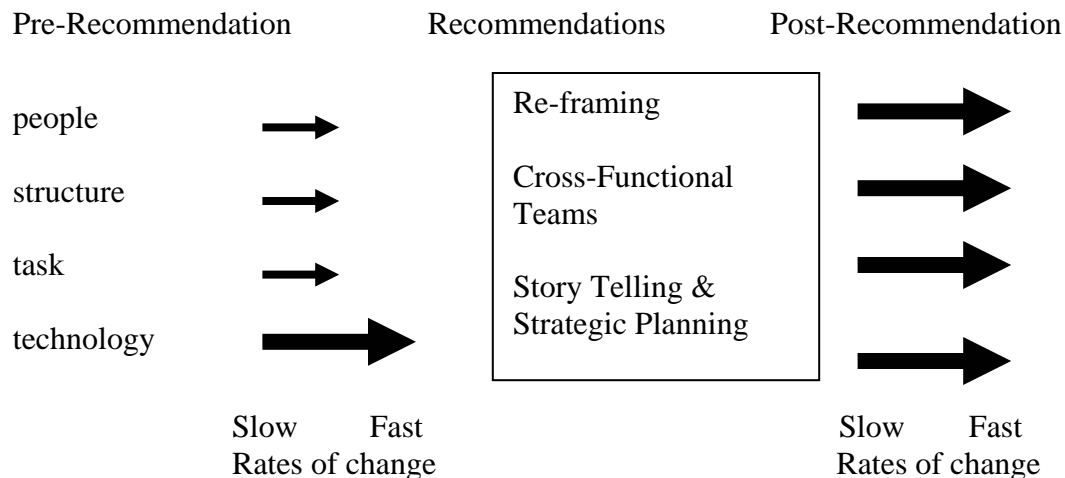 Pre-Recommendation
Recommendations
Post-Recommendation
people
structure
task
technology
Re-framing
Cross-Functional
Teams
Story Telling &
Strategic Planning
Slow Fast
Rates of change
Slow Fast
Rates of change